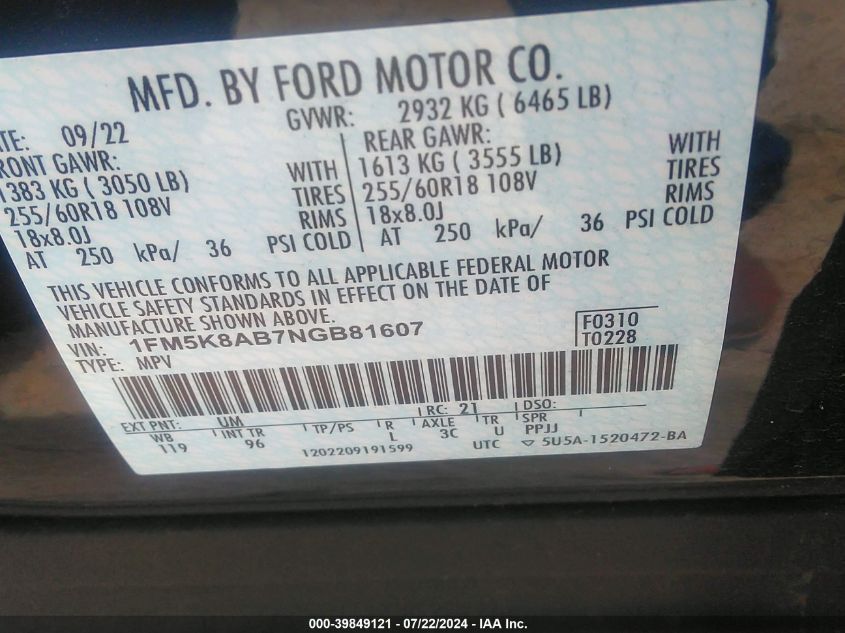 MFD. BY FORD MOTOR CO.
09/22
GVWR: 2932 KG ( 6465 LB)
GAWR:
1383 KG ( 3050 LB) WITH
255/60R18 108V TIRES
18x8.0J RIMS
AT 250 kPa/ 36 PSI COLD
REAR GAWR:
1613 KG ( 3555 LB) WITH
255/60R18 108V TIRES
18x8.0J RIMS
AT 250 kPa/ 36 PSI COLD
THIS VEHICLE CONFORMS TO ALL APPLICABLE FEDERAL MOTOR
VEHICLE SAFETY STANDARDS IN EFFECT ON THE DATE OF
MANUFACTURE SHOWN ABOVE.
VIN: 1FM5K8AB7NGB81607
TYPE: MPV
F0310
T0228
EXT PNT: UM RC: 21 DSO:
WB INT TR TP/PS R AXLE TR SPR
119 96 L 3C U PPJJ
1202209191599 UTC ▽ 5U5A-1520472-BA
000-39849121 - 07/22/2024 - IAA Inc.